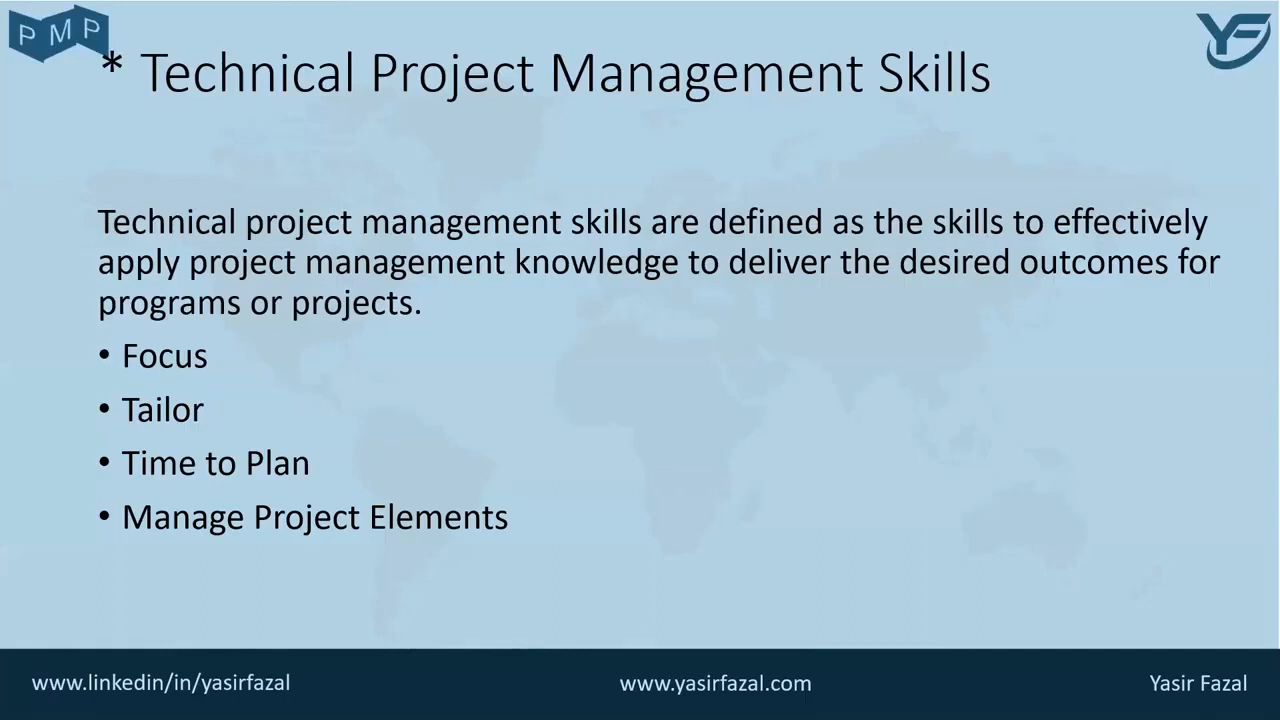 PMP
YF
* Technical Project Management Skills
Technical project management skills are defined as the skills to effectively
apply project management knowledge to deliver the desired outcomes for
programs or projects.
• Focus
• Tailor
• Time to Plan
• Manage Project Elements
www.linkedin/in/yasirfazal
www.yasirfazal.com
Yasir Fazal